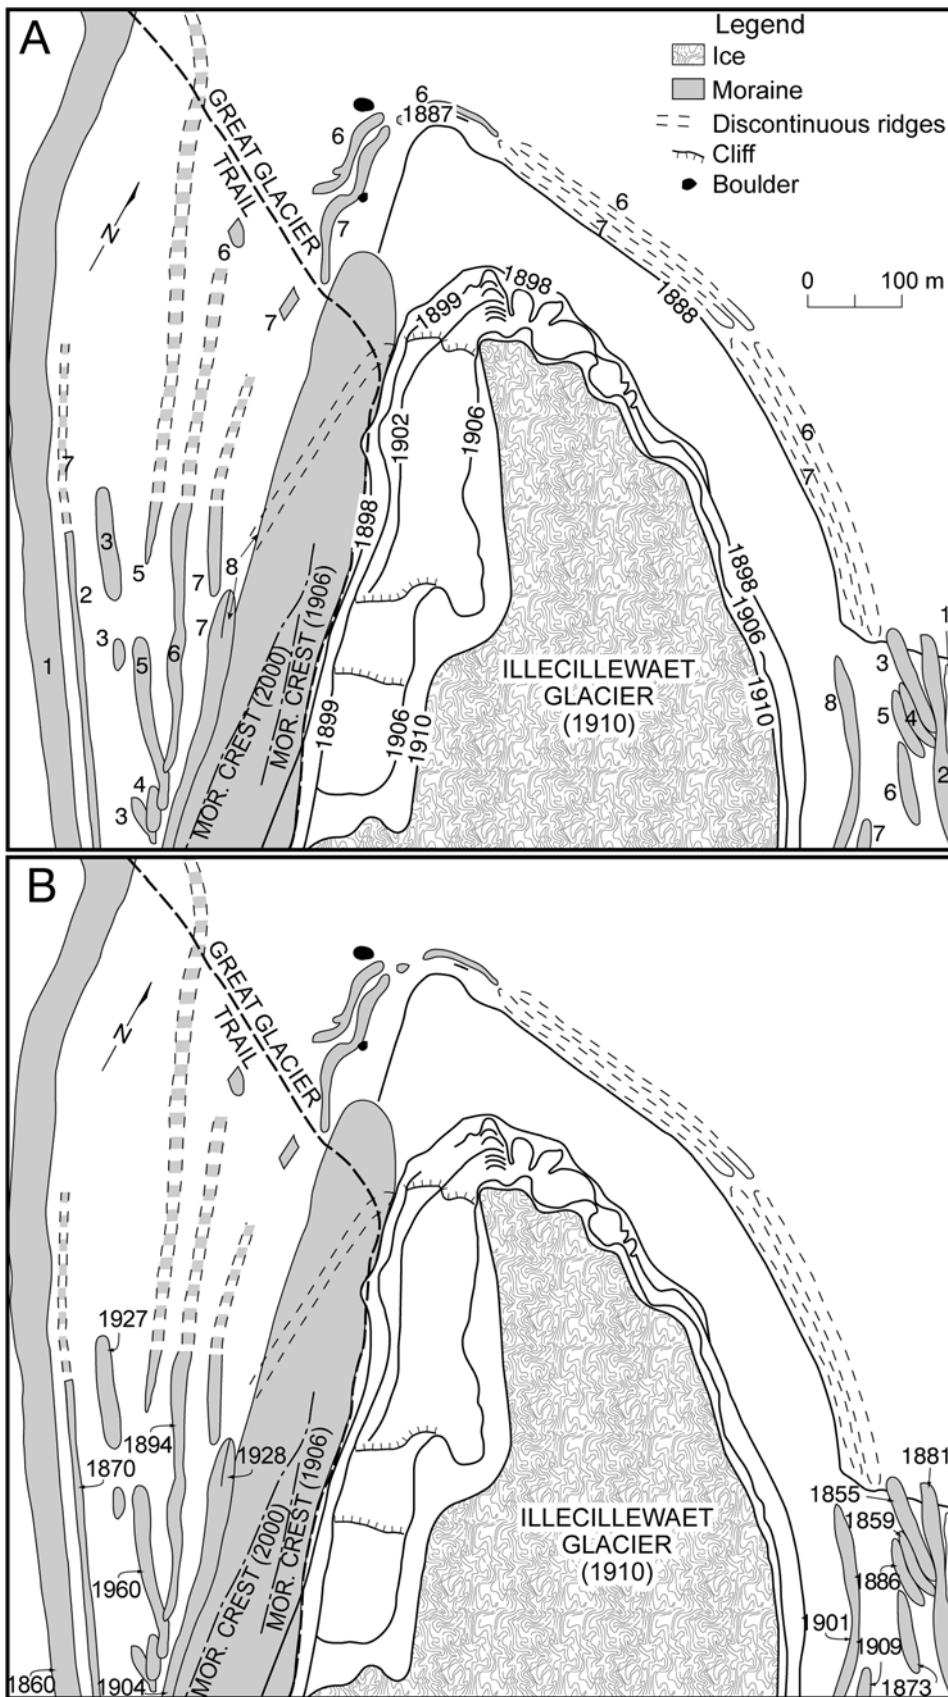 A
Legend
Ice
Moraine
Discontinuous ridges
Cliff
Boulder
GREAT GLACIER
TRAIL
N
6
6
1887
7
6
7
6
7
1888
0 100 m
1899
1898
1902
1906
1898
6
7
7
3
2
5
8
7
7
3
5
6
1
4
3
MOR. CREST (2000)
MOR. CREST (1906)
1899
1906
1910
ILLECILLEWAET
GLACIER
(1910)
1898
1906
1910
8
3
5
4
6
7
1
2
B
GREAT GLACIER
TRAIL
N
1927
1894
1870
1928
1960
1860
1904
MOR. CREST (2000)
MOR. CREST (1906)
ILLECILLEWAET
GLACIER
(1910)
1881
1855
1859
1886
1901
1909
1873